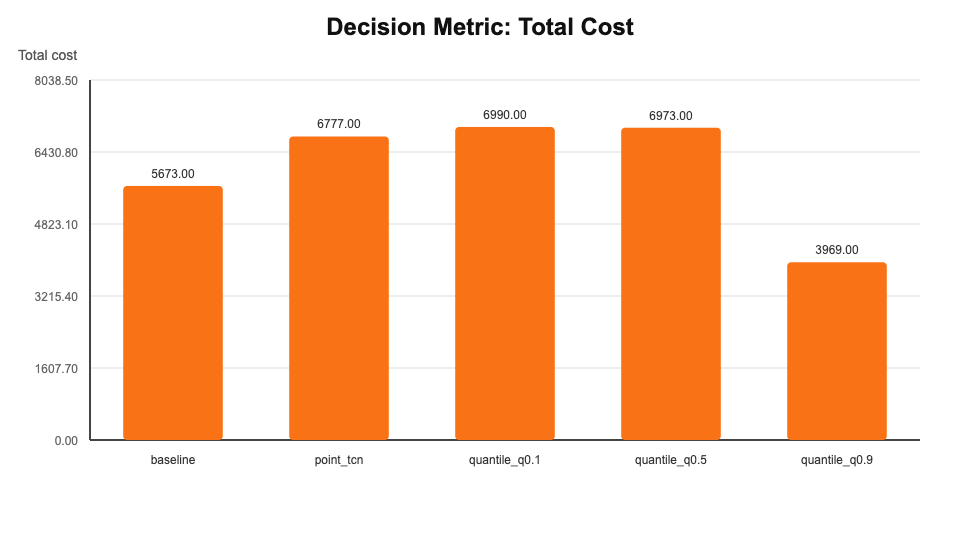 Decision Metric: Total Cost
Total cost
8038.50
6430.80
4823.10
3215.40
1607.70
0.00
5673.00
6777.00
6990.00
6973.00
3969.00
baseline
point_tcn
quantile_q0.1
quantile_q0.5
quantile_q0.9